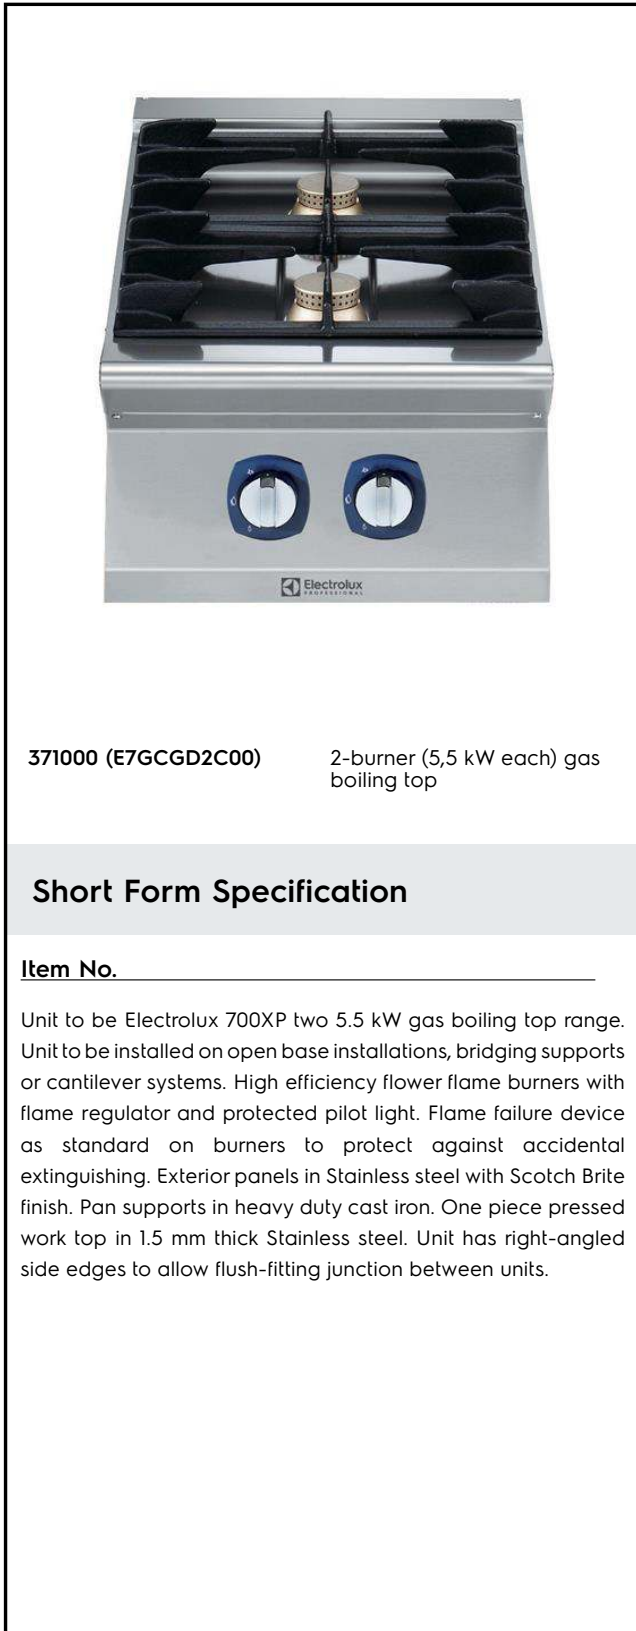 Electrolux
PROFESSIONAL
371000 (E7GCGD2C00)
2-burner (5,5 kW each) gas
boiling top
Short Form Specification
Item No.
Unit to be Electrolux 700XP two 5.5 kW gas boiling top range.
Unit to be installed on open base installations, bridging supports
or cantilever systems. High efficiency flower flame burners with
flame regulator and protected pilot light. Flame failure device
as standard on burners to protect against accidental
extinguishing. Exterior panels in Stainless steel with Scotch Brite
finish. Pan supports in heavy duty cast iron. One piece pressed
work top in 1.5 mm thick Stainless steel. Unit has right-angled
side edges to allow flush-fitting junction between units.